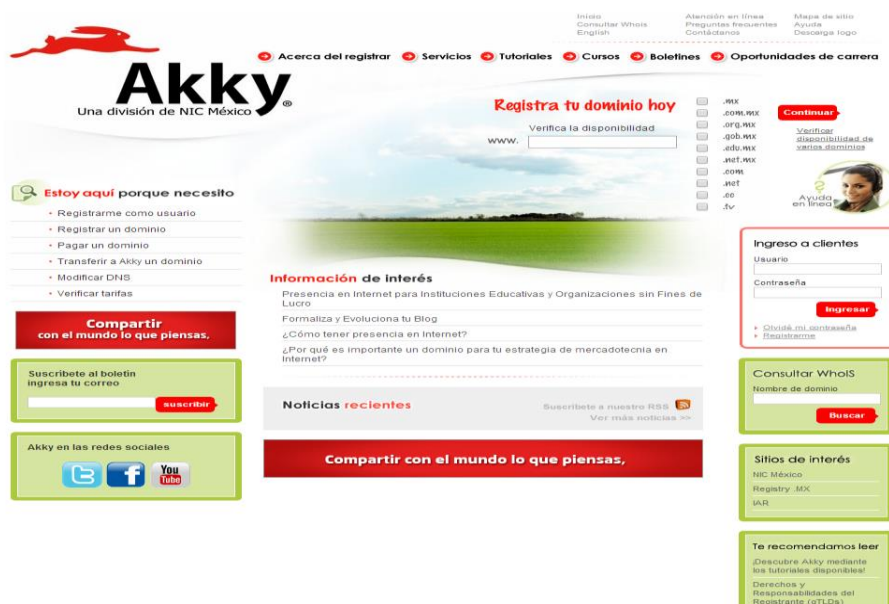 Inicio
Consultar Whois
English
Atención en línea
Preguntas frecuentes
Contáctanos
Mapa de sitio
Ayuda
Descarga logo
Acerca del registrar
Servicios
Tutoriales
Cursos
Boletines
Oportunidades de carrera
Akky®
Una división de NIC México
Registra tu dominio hoy
Verifica la disponibilidad
www.
.mx
.com.mx
.org.mx
.gob.mx
.edu.mx
.net.mx
.com
.net
.cc
.tv
Continuar
Verificar
disponibilidad de
varios dominios
Ayuda
en línea
Estoy aquí porque necesito
Registrarme como usuario
Registrar un dominio
Pagar un dominio
Transferir a Akky un dominio
Modificar DNS
Verificar tarifas
Compartir
con el mundo lo que piensas,
Suscribete al boletín
ingresa tu correo
suscribir
Akky en las redes sociales
You
Tube
Información de interés
Presencia en Internet para Instituciones Educativas y Organizaciones sin Fines de
Lucro
Formaliza y Evoluciona tu Blog
¿Cómo tener presencia en Internet?
¿Por qué es importante un dominio para tu estrategia de mercadotecnia en
Internet?
Noticias recientes
Suscríbete a nuestro RSS
Ver más noticias >>
Compartir con el mundo lo que piensas,
Ingreso a clientes
Usuario
Contraseña
Ingresar
Olvidé mi contraseña
Registrarme
Consultar WhoIS
Nombre de dominio
Buscar
Sitios de interés
NIC México
Registry .MX
IAR
Te recomendamos leer
¡Descubre Akky mediante
los tutoriales disponibles!
Derechos y
Responsabilidades del
Registrante (gTLDs)